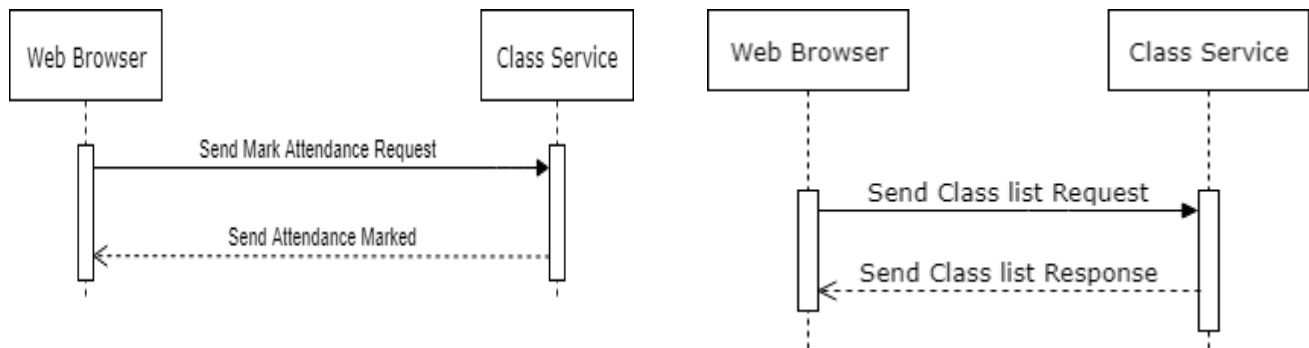 Web Browser
Class Service
Send Mark Attendance Request
Send Attendance Marked
Web Browser
Class Service
Send Class list Request
Send Class list Response